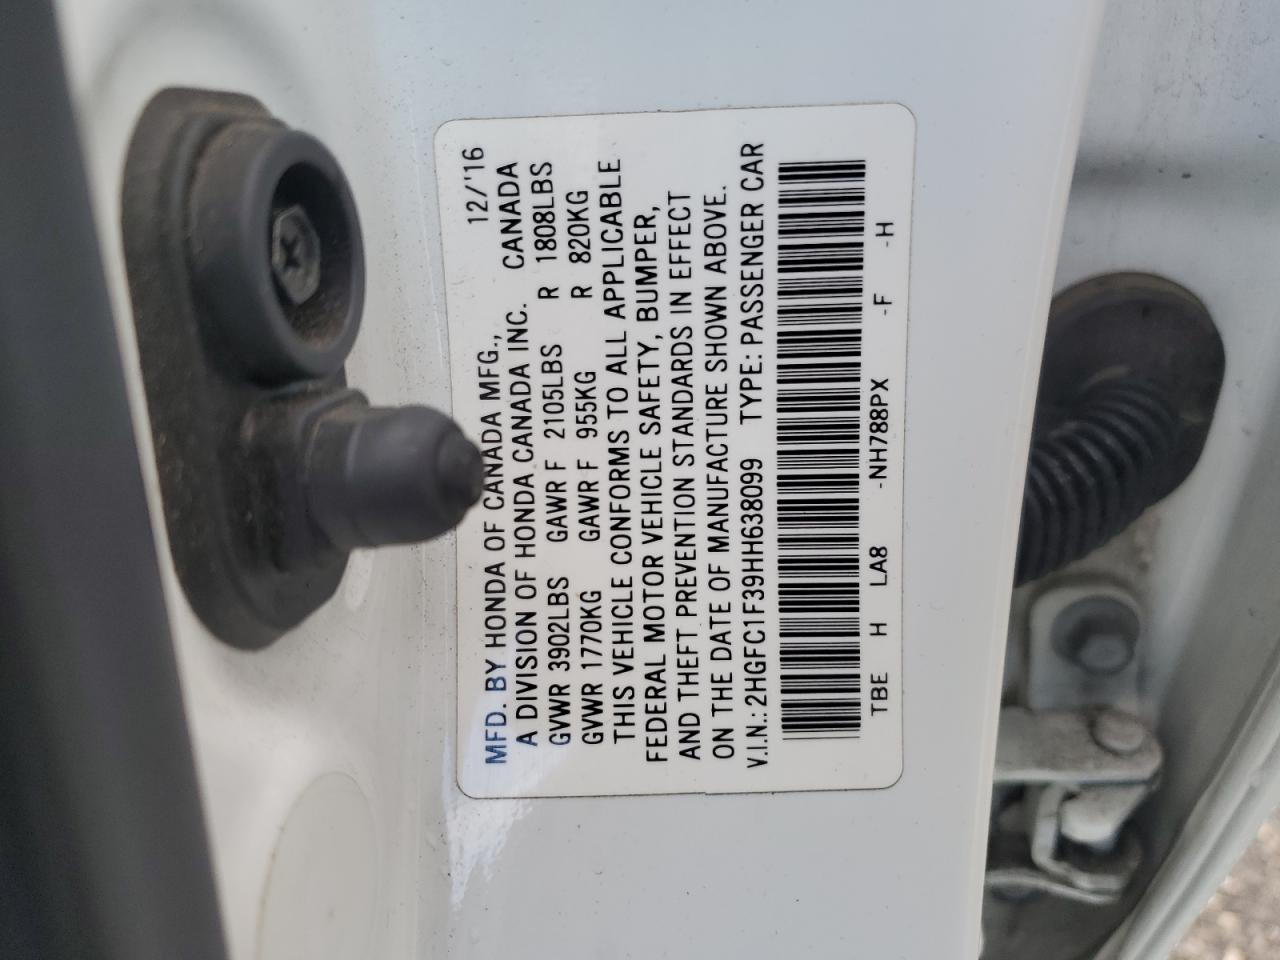 12/'16
MFD. BY HONDA OF CANADA MFG.,
A DIVISION OF HONDA CANADA INC. CANADA
GVWR 3902LBS GAWR F 2105LBS R 1808LBS
GVWR 1770KG GAWR F 955KG R 820KG
THIS VEHICLE CONFORMS TO ALL APPLICABLE
FEDERAL MOTOR VEHICLE SAFETY, BUMPER,
AND THEFT PREVENTION STANDARDS IN EFFECT
ON THE DATE OF MANUFACTURE SHOWN ABOVE.
V.I.N.: 2HGFC1F39HH638099 TYPE: PASSENGER CAR
TBE H LA8 -NH788PX -F -H